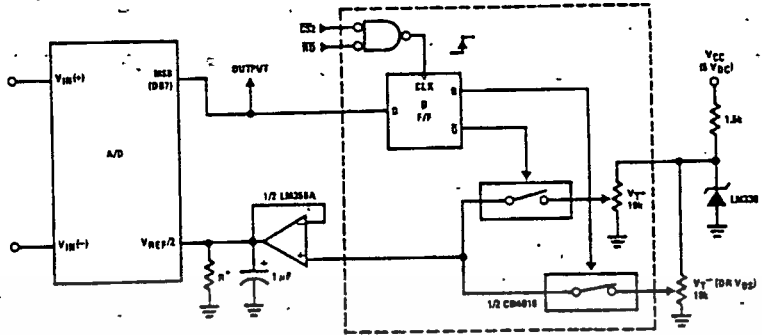 CS2
RD
VIN(+)
MSB
(DB7)
OUTPUT
CLK
D
Q
D
F/F
Q̄
VCC
(5 VDC)
1.5k
A/D
1/2 LM358A
VT+
10k
LM336
VIN(−)
VREF/2
R*
+
1 µF
1/2 CD4016
VT− (OR VOS)
10k